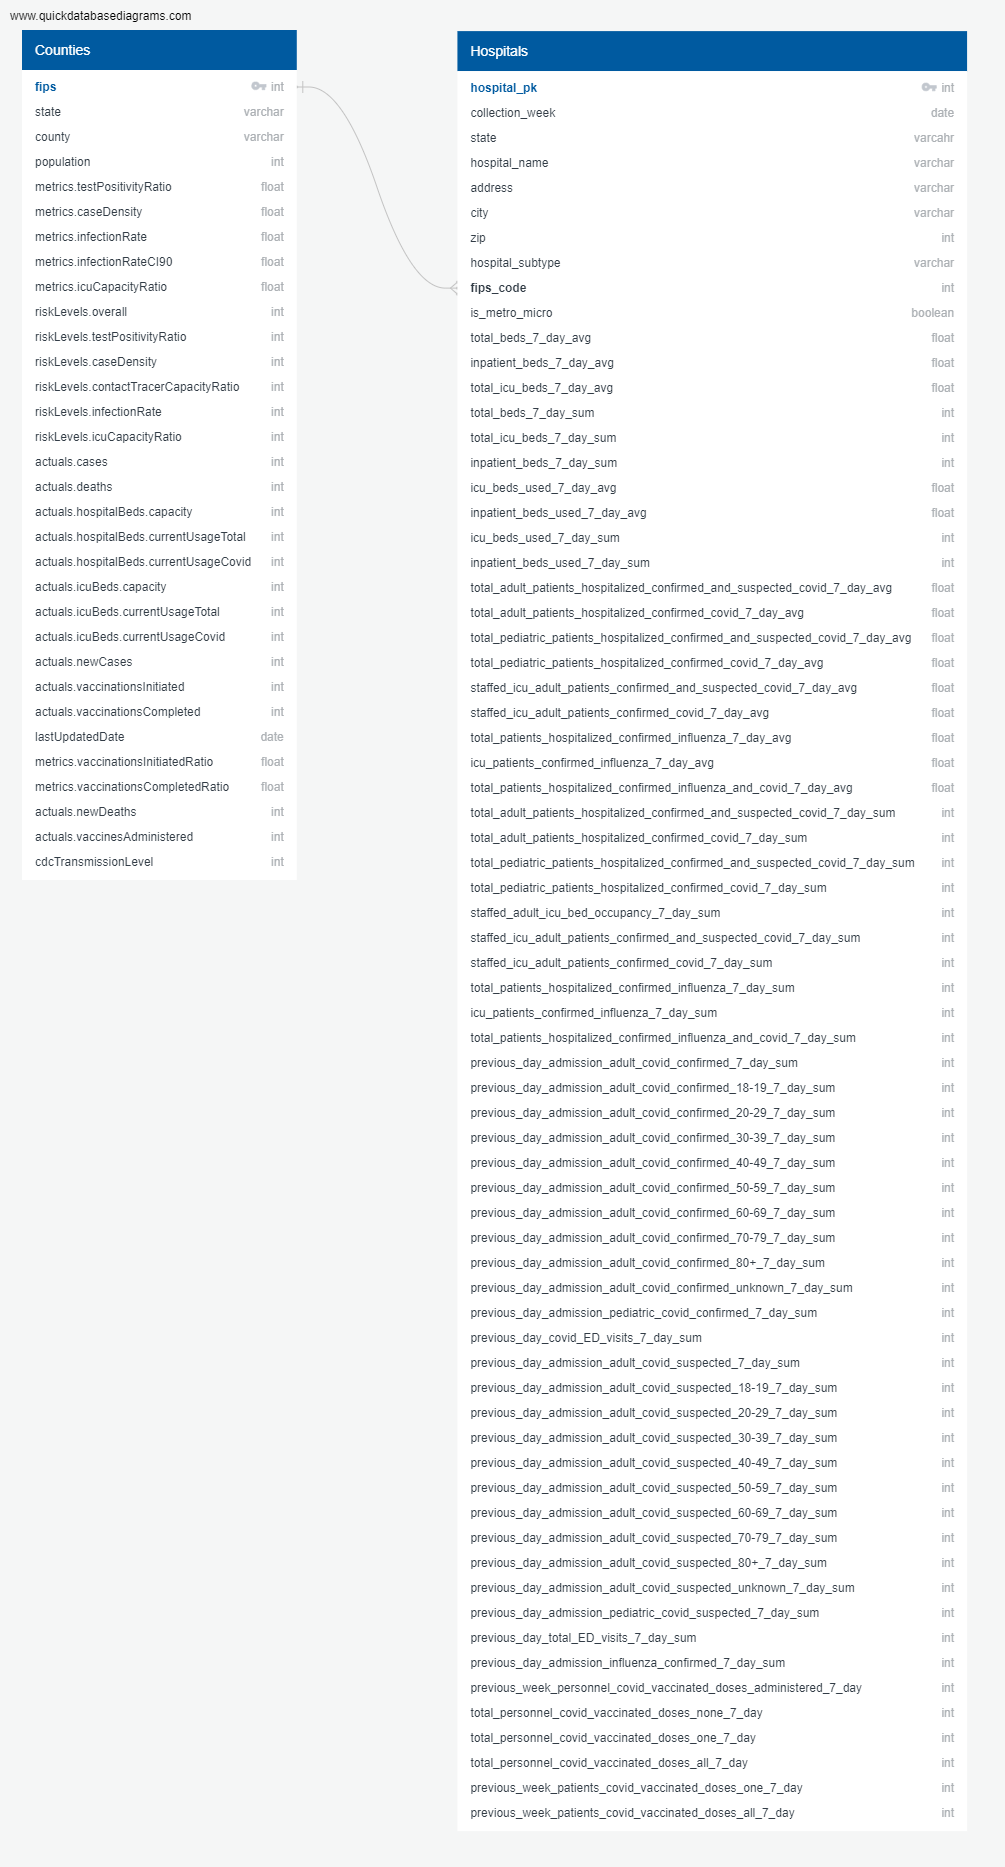 www.quickdatabasediagrams.com
Counties
fips int
state varchar
county varchar
population int
metrics.testPositivityRatio float
metrics.caseDensity float
metrics.infectionRate float
metrics.infectionRateCI90 float
metrics.icuCapacityRatio float
riskLevels.overall int
riskLevels.testPositivityRatio int
riskLevels.caseDensity int
riskLevels.contactTracerCapacityRatio int
riskLevels.infectionRate int
riskLevels.icuCapacityRatio int
actuals.cases int
actuals.deaths int
actuals.hospitalBeds.capacity int
actuals.hospitalBeds.currentUsageTotal int
actuals.hospitalBeds.currentUsageCovid int
actuals.icuBeds.capacity int
actuals.icuBeds.currentUsageTotal int
actuals.icuBeds.currentUsageCovid int
actuals.newCases int
actuals.vaccinationsInitiated int
actuals.vaccinationsCompleted int
lastUpdatedDate date
metrics.vaccinationsInitiatedRatio float
metrics.vaccinationsCompletedRatio float
actuals.newDeaths int
actuals.vaccinesAdministered int
cdcTransmissionLevel int
Hospitals
hospital_pk int
collection_week date
state varcahr
hospital_name varchar
address varchar
city varchar
zip int
hospital_subtype varchar
fips_code int
is_metro_micro boolean
total_beds_7_day_avg float
inpatient_beds_7_day_avg float
total_icu_beds_7_day_avg float
total_beds_7_day_sum int
total_icu_beds_7_day_sum int
inpatient_beds_7_day_sum int
icu_beds_used_7_day_avg float
inpatient_beds_used_7_day_avg float
icu_beds_used_7_day_sum int
inpatient_beds_used_7_day_sum int
total_adult_patients_hospitalized_confirmed_and_suspected_covid_7_day_avg float
total_adult_patients_hospitalized_confirmed_covid_7_day_avg float
total_pediatric_patients_hospitalized_confirmed_and_suspected_covid_7_day_avg float
total_pediatric_patients_hospitalized_confirmed_covid_7_day_avg float
staffed_icu_adult_patients_confirmed_and_suspected_covid_7_day_avg float
staffed_icu_adult_patients_confirmed_covid_7_day_avg float
total_patients_hospitalized_confirmed_influenza_7_day_avg float
icu_patients_confirmed_influenza_7_day_avg float
total_patients_hospitalized_confirmed_influenza_and_covid_7_day_avg float
total_adult_patients_hospitalized_confirmed_and_suspected_covid_7_day_sum int
total_adult_patients_hospitalized_confirmed_covid_7_day_sum int
total_pediatric_patients_hospitalized_confirmed_and_suspected_covid_7_day_sum int
total_pediatric_patients_hospitalized_confirmed_covid_7_day_sum int
staffed_adult_icu_bed_occupancy_7_day_sum int
staffed_icu_adult_patients_confirmed_and_suspected_covid_7_day_sum int
staffed_icu_adult_patients_confirmed_covid_7_day_sum int
total_patients_hospitalized_confirmed_influenza_7_day_sum int
icu_patients_confirmed_influenza_7_day_sum int
total_patients_hospitalized_confirmed_influenza_and_covid_7_day_sum int
previous_day_admission_adult_covid_confirmed_7_day_sum int
previous_day_admission_adult_covid_confirmed_18-19_7_day_sum int
previous_day_admission_adult_covid_confirmed_20-29_7_day_sum int
previous_day_admission_adult_covid_confirmed_30-39_7_day_sum int
previous_day_admission_adult_covid_confirmed_40-49_7_day_sum int
previous_day_admission_adult_covid_confirmed_50-59_7_day_sum int
previous_day_admission_adult_covid_confirmed_60-69_7_day_sum int
previous_day_admission_adult_covid_confirmed_70-79_7_day_sum int
previous_day_admission_adult_covid_confirmed_80+_7_day_sum int
previous_day_admission_adult_covid_confirmed_unknown_7_day_sum int
previous_day_admission_pediatric_covid_confirmed_7_day_sum int
previous_day_covid_ED_visits_7_day_sum int
previous_day_admission_adult_covid_suspected_7_day_sum int
previous_day_admission_adult_covid_suspected_18-19_7_day_sum int
previous_day_admission_adult_covid_suspected_20-29_7_day_sum int
previous_day_admission_adult_covid_suspected_30-39_7_day_sum int
previous_day_admission_adult_covid_suspected_40-49_7_day_sum int
previous_day_admission_adult_covid_suspected_50-59_7_day_sum int
previous_day_admission_adult_covid_suspected_60-69_7_day_sum int
previous_day_admission_adult_covid_suspected_70-79_7_day_sum int
previous_day_admission_adult_covid_suspected_80+_7_day_sum int
previous_day_admission_adult_covid_suspected_unknown_7_day_sum int
previous_day_admission_pediatric_covid_suspected_7_day_sum int
previous_day_total_ED_visits_7_day_sum int
previous_day_admission_influenza_confirmed_7_day_sum int
previous_week_personnel_covid_vaccinated_doses_administered_7_day int
total_personnel_covid_vaccinated_doses_none_7_day int
total_personnel_covid_vaccinated_doses_one_7_day int
total_personnel_covid_vaccinated_doses_all_7_day int
previous_week_patients_covid_vaccinated_doses_one_7_day int
previous_week_patients_covid_vaccinated_doses_all_7_day int